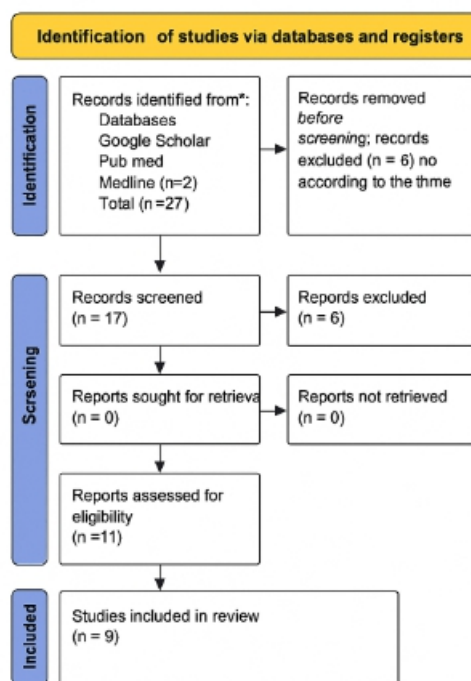 Identification of studies via databases and registers
Identification
Records identified from*:
Databases
Google Scholar
Pub med
Medline (n=2)
Total (n=27)
Records removed
before
screening; records
excluded (n = 6) no
according to the thme
Scrsening
Records screened
(n = 17)
Reports excluded
(n = 6)
Reports sought for retrieva
(n = 0)
Reports not retrieved
(n = 0)
Reports assessed for
eligibility
(n =11)
Included
Studies included in review
(n = 9)